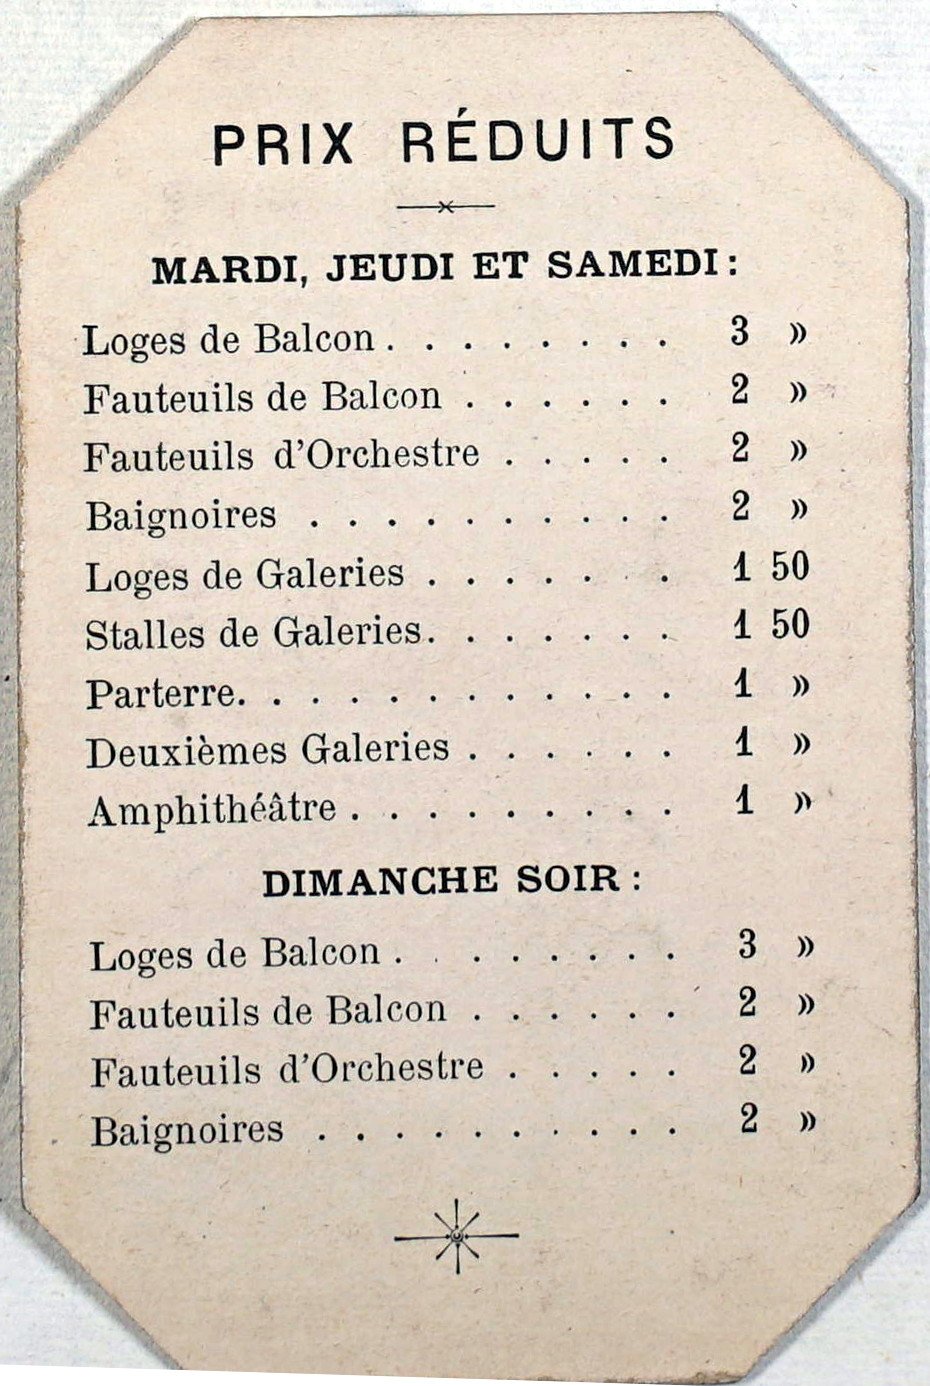 PRIX RÉDUITS
MARDI, JEUDI ET SAMEDI :
Loges de Balcon . . . . . . . . 3 »
Fauteuils de Balcon . . . . . . 2 »
Fauteuils d'Orchestre . . . . . 2 »
Baignoires . . . . . . . . . . 2 »
Loges de Galeries . . . . . . . 1 50
Stalles de Galeries . . . . . . . 1 50
Parterre . . . . . . . . . . . . 1 »
Deuxièmes Galeries . . . . . . 1 »
Amphithéâtre . . . . . . . . . 1 »
DIMANCHE SOIR :
Loges de Balcon . . . . . . . . 3 »
Fauteuils de Balcon . . . . . . 2 »
Fauteuils d'Orchestre . . . . . 2 »
Baignoires . . . . . . . . . . 2 »